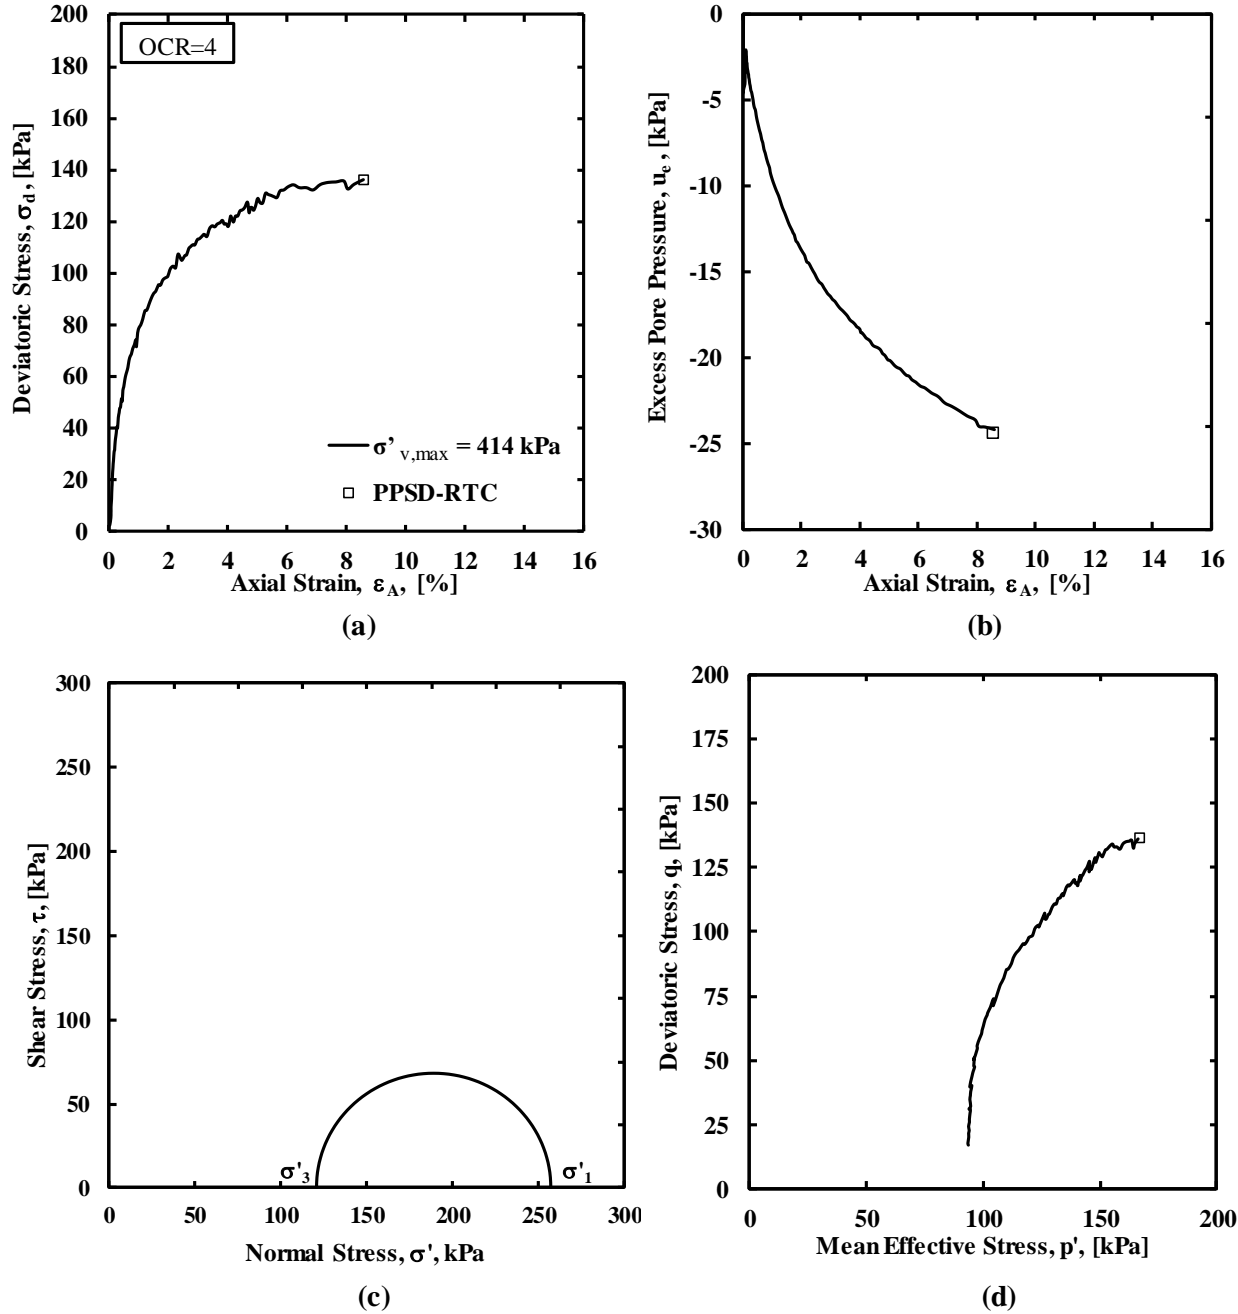 OCR=4
200
180
160
140
120
100
80
60
40
20
0
Deviatoric Stress, σd, [kPa]
σ’v,max = 414 kPa
PPSD-RTC
0 2 4 6 8 10 12 14 16
Axial Strain, εA, [%]
(a)
0
-5
-10
-15
-20
-25
-30
Excess Pore Pressure, ue, [kPa]
0 2 4 6 8 10 12 14 16
Axial Strain, εA, [%]
(b)
300
250
200
150
100
50
0
Shear Stress, τ, [kPa]
σ'3
σ'1
0 50 100 150 200 250 300
Normal Stress, σ', kPa
(c)
200
175
150
125
100
75
50
25
0
Deviatoric Stress, q, [kPa]
0 50 100 150 200
Mean Effective Stress, p', [kPa]
(d)